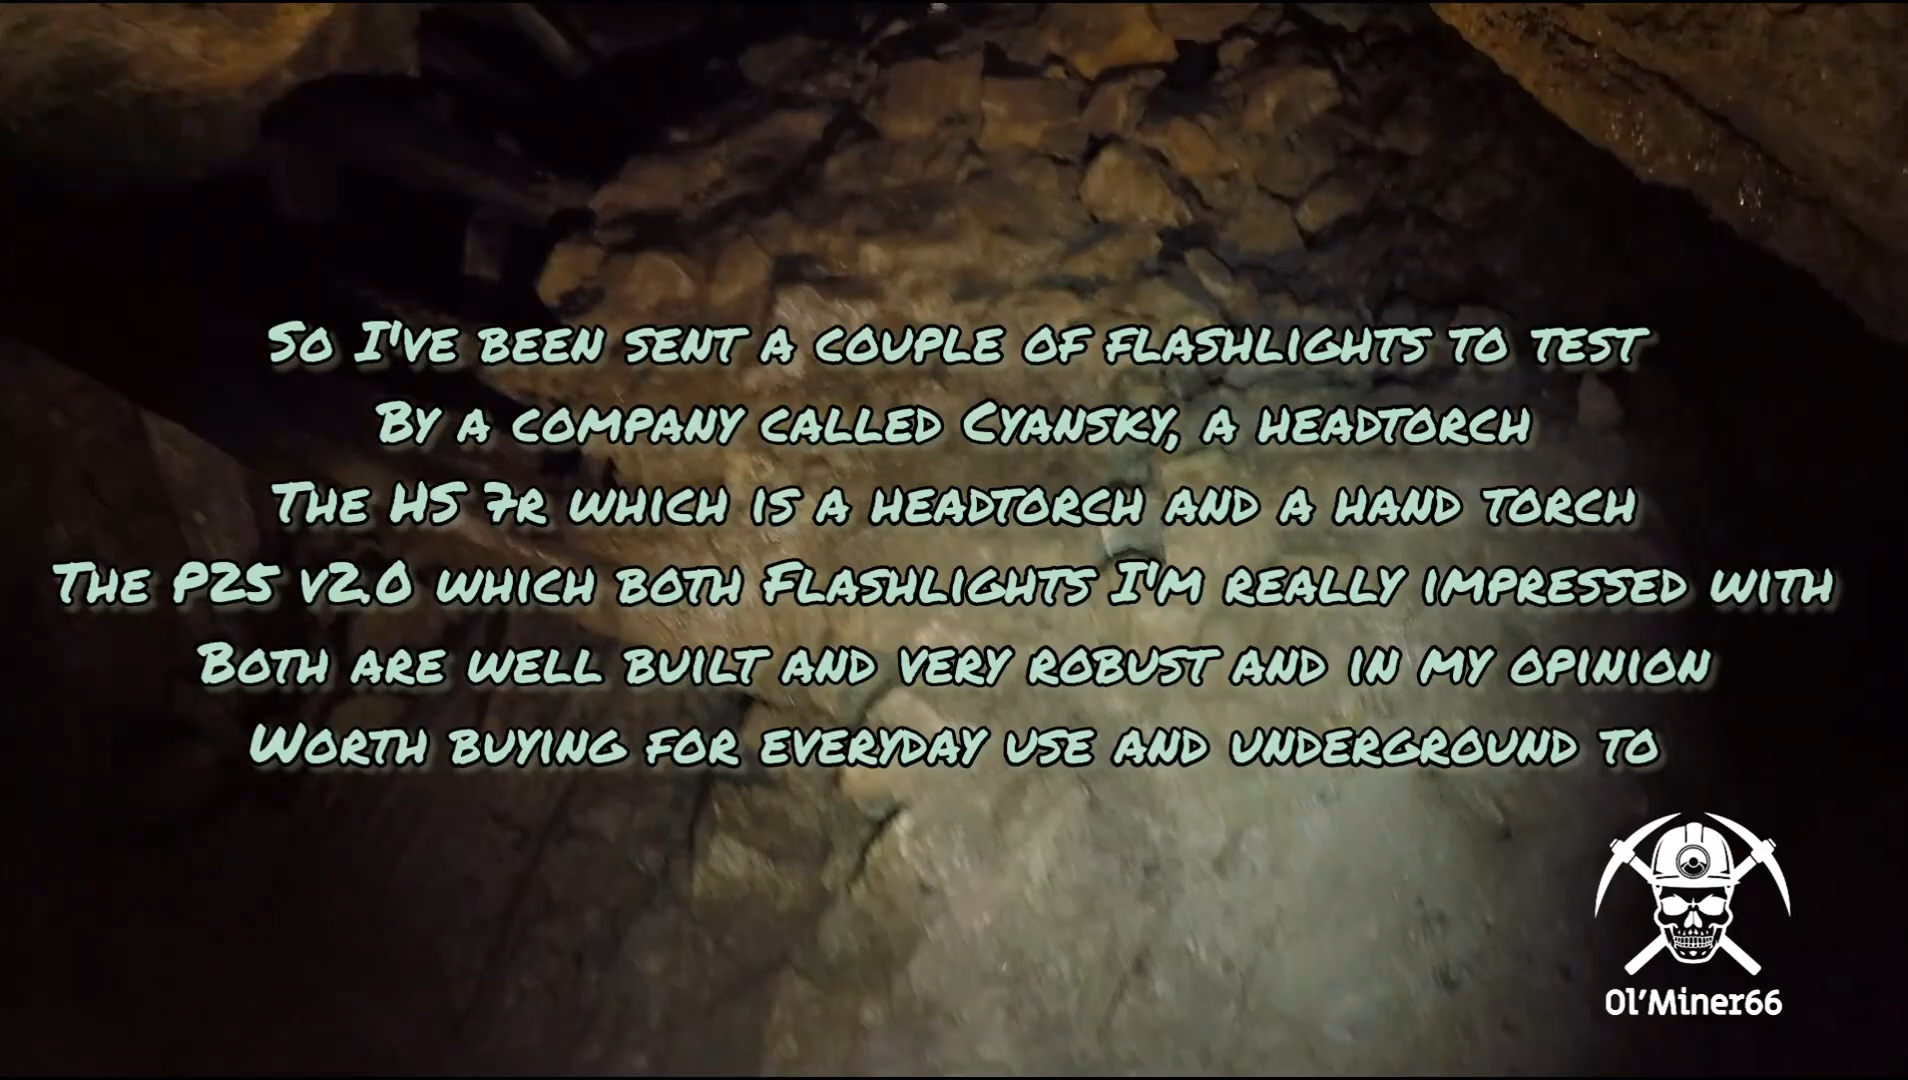 So I've been sent a couple of flashlights to test
By a company called Cyansky, a headtorch
The HS 7r which is a headtorch and a hand torch
The P25 v2.0 which both Flashlights I'm really impressed with
Both are well built and very robust and in my opinion
Worth buying for everyday use and underground to
Ol'Miner66